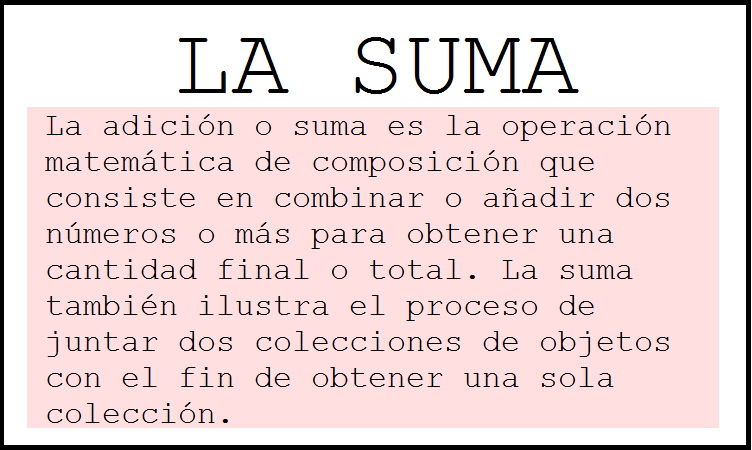 LA SUMA
La adición o suma es la operación
matemática de composición que
consiste en combinar o añadir dos
números o más para obtener una
cantidad final o total. La suma
también ilustra el proceso de
juntar dos colecciones de objetos
con el fin de obtener una sola
colección.